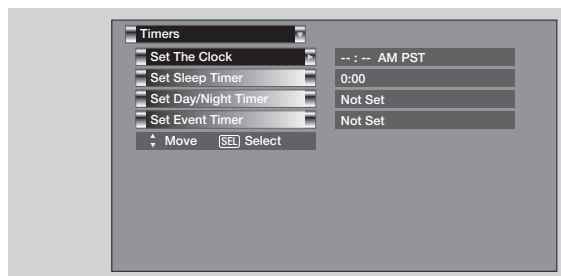 Timers
Set The Clock -- : -- AM PST
Set Sleep Timer 0:00
Set Day/Night Timer Not Set
Set Event Timer Not Set
Move SEL Select